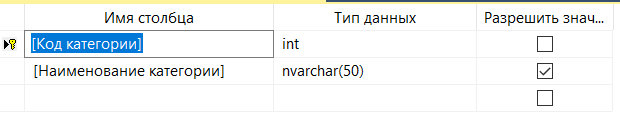 Имя столбца Тип данных Разрешить знач...
[Код категории] int
[Наименование категории] nvarchar(50)